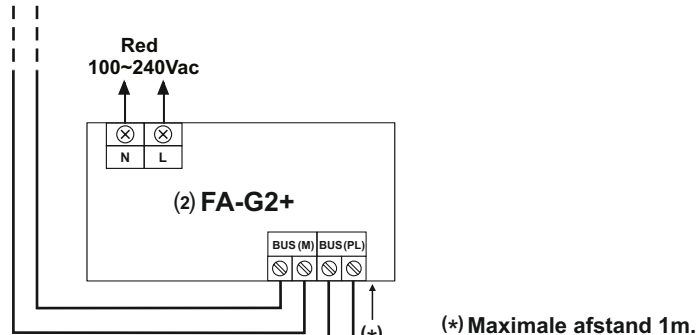 Red
100~240Vac
N L
(2) FA-G2+
BUS (M) BUS (PL)
(*)
(*) Maximale afstand 1m.